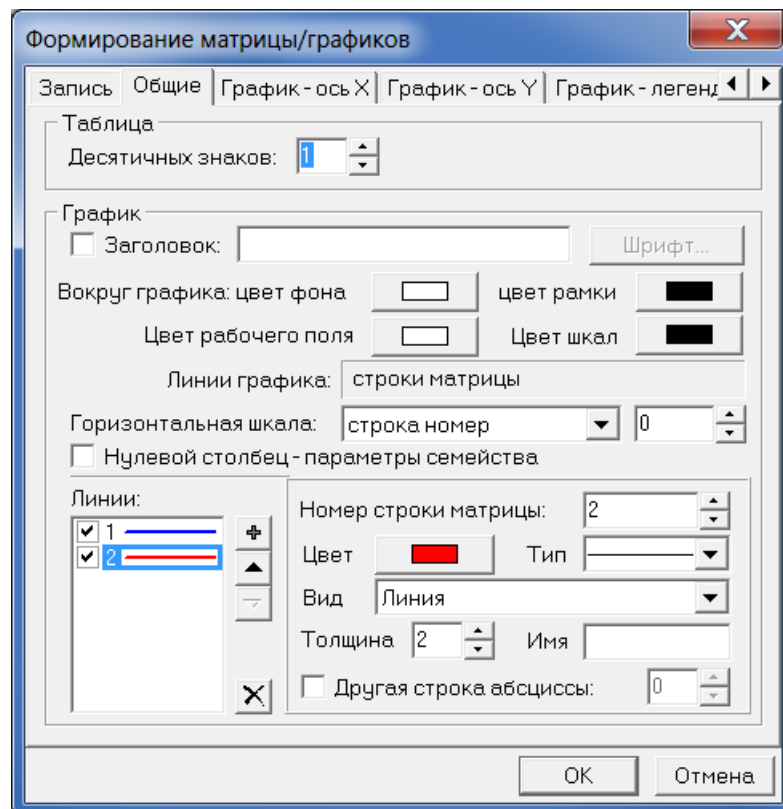 Формирование матрицы/графиков
Запись Общие График - ось X График - ось Y График - легенд
Таблица
Десятичных знаков: 1
График
Заголовок: Шрифт...
Вокруг графика: цвет фона цвет рамки
Цвет рабочего поля Цвет шкал
Линии графика: строки матрицы
Горизонтальная шкала: строка номер 0
Нулевой столбец - параметры семейства
Линии:
1
2
Номер строки матрицы: 2
Цвет Тип
Вид Линия
Толщина 2 Имя
Другая строка абсциссы: 0
OK Отмена